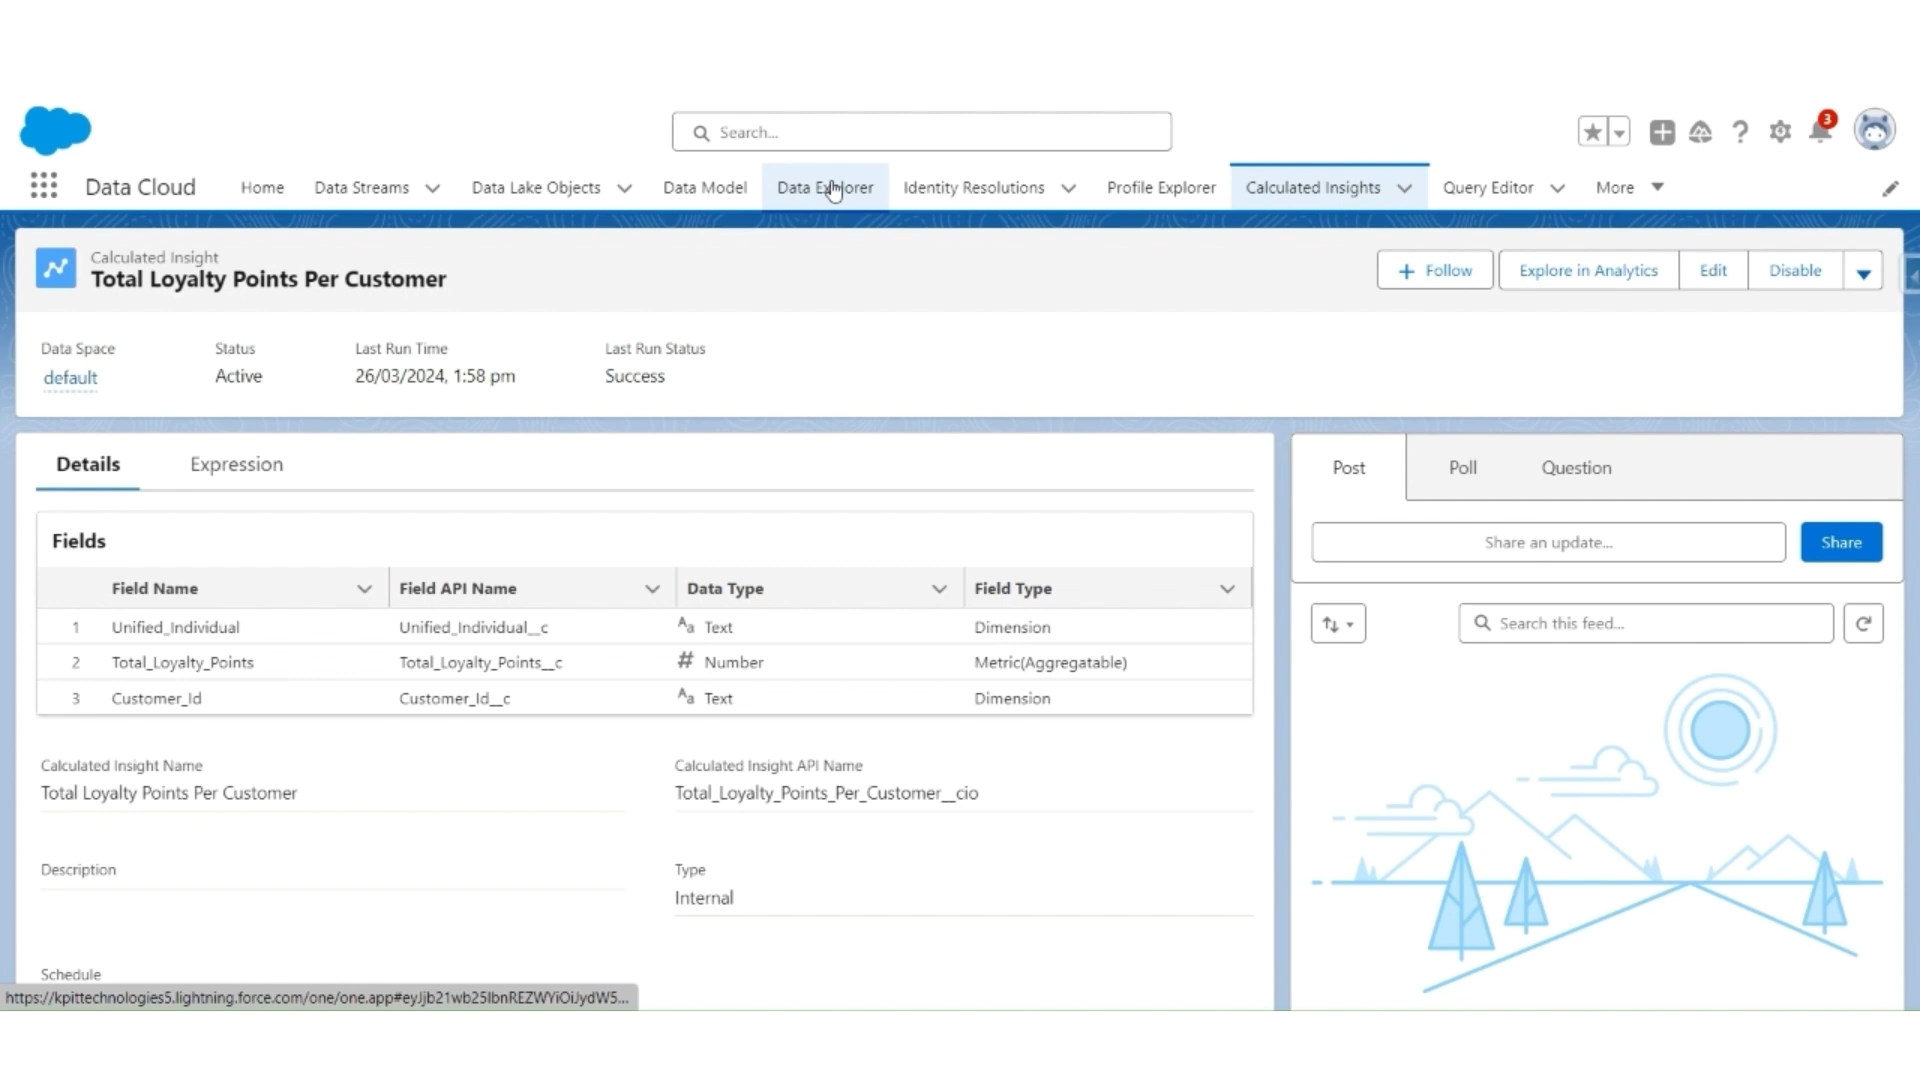 Search...
3
Data Cloud Home Data Streams Data Lake Objects Data Model Data Explorer Identity Resolutions Profile Explorer Calculated Insights Query Editor More
Calculated Insight
Total Loyalty Points Per Customer
Follow Explore in Analytics Edit Disable
Data Space Status Last Run Time Last Run Status
default Active 26/03/2024, 1:58 pm Success
Details Expression
Fields
Field Name Field API Name Data Type Field Type
1 Unified_Individual Unified_Individual__c Aa Text Dimension
2 Total_Loyalty_Points Total_Loyalty_Points__c # Number Metric(Aggregatable)
3 Customer_Id Customer_Id__c Aa Text Dimension
Calculated Insight Name Calculated Insight API Name
Total Loyalty Points Per Customer Total_Loyalty_Points_Per_Customer__cio
Description Type
Internal
Schedule
Post Poll Question
Share an update... Share
Search this feed...
https://kpittechnologies5.lightning.force.com/one/one.app#eyJjb21wb25lbnREZWYiOiJydW5...